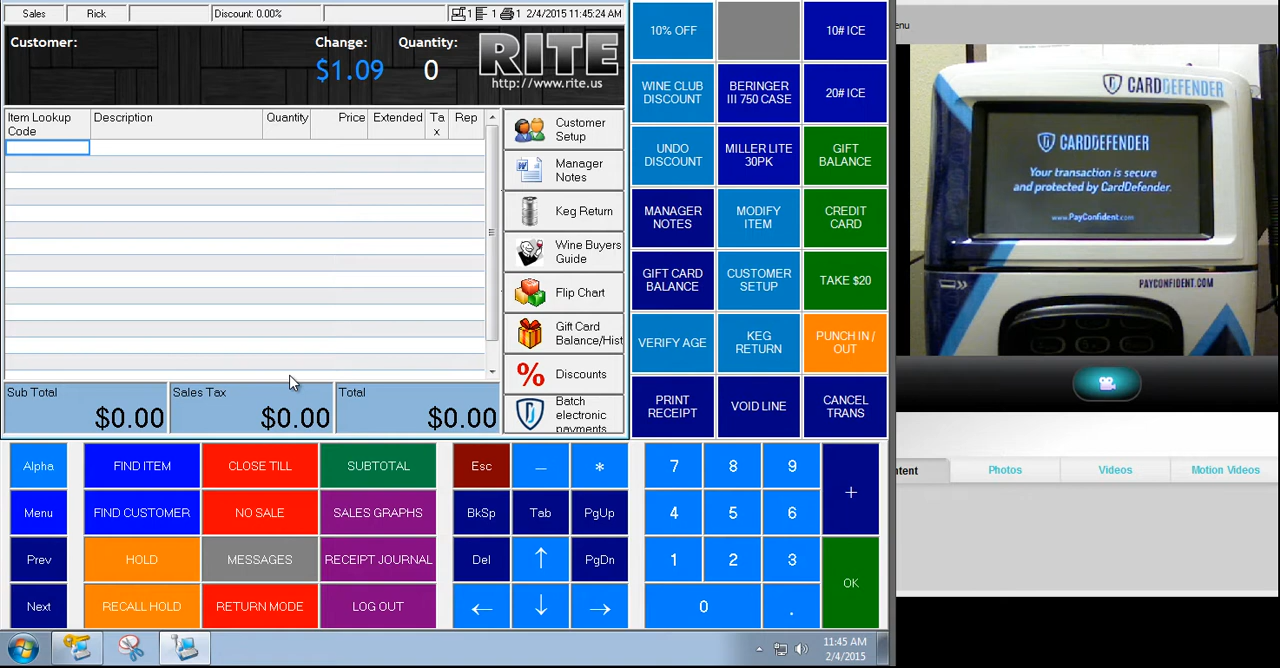 Sales
Rick
Discount: 0.00%
1
1
1
2/4/2015 11:45:24 AM
Customer:
Change:
$1.09
Quantity:
0
RITE
http://www.rite.us
Item Lookup
Code
Description
Quantity
Price
Extended
Ta
x
Rep
Customer
Setup
Manager
Notes
Keg Return
Wine Buyers
Guide
Flip Chart
Gift Card
Balance/Hist
Discounts
Batch
electronic
payments
Sub Total
$0.00
Sales Tax
$0.00
Total
$0.00
10% OFF
10# ICE
WINE CLUB
DISCOUNT
BERINGER
III 750 CASE
20# ICE
UNDO
DISCOUNT
MILLER LITE
30PK
GIFT
BALANCE
MANAGER
NOTES
MODIFY
ITEM
CREDIT
CARD
GIFT CARD
BALANCE
CUSTOMER
SETUP
TAKE $20
VERIFY AGE
KEG
RETURN
PUNCH IN /
OUT
PRINT
RECEIPT
VOID LINE
CANCEL
TRANS
Alpha
FIND ITEM
CLOSE TILL
SUBTOTAL
Esc
_
*
7
8
9
+
Menu
FIND CUSTOMER
NO SALE
SALES GRAPHS
BkSp
Tab
PgUp
4
5
6
Prev
HOLD
MESSAGES
RECEIPT JOURNAL
Del
↑
PgDn
1
2
3
OK
Next
RECALL HOLD
RETURN MODE
LOG OUT
←
↓
→
0
.
11:45 AM
2/4/2015
enu
CARDDEFENDER
CARDDEFENDER
Your transaction is secure
and protected by CardDefender.
www.PayConfident.com
PAYCONFIDENT.COM
ntent
Photos
Videos
Motion Videos